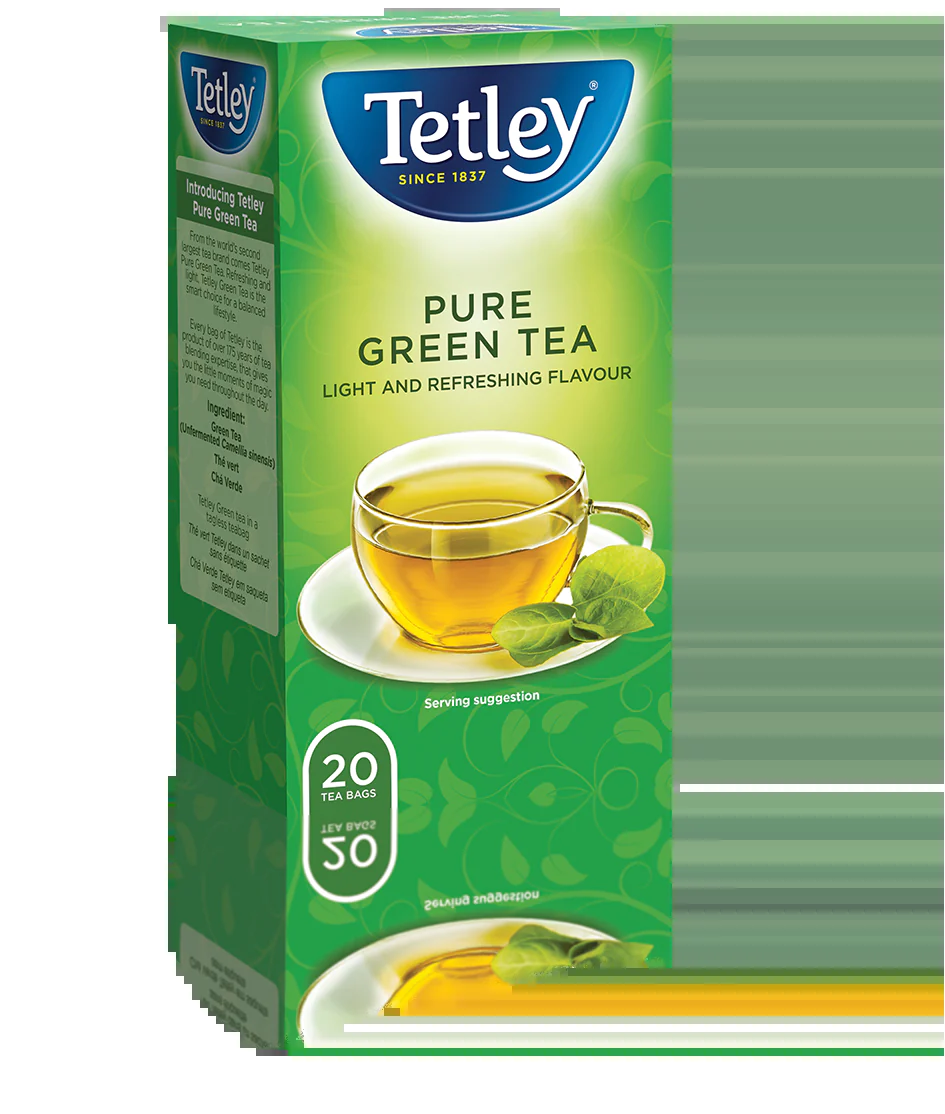 Tetley®
SINCE 1837
PURE
GREEN TEA
LIGHT AND REFRESHING FLAVOUR
Serving suggestion
20
TEA BAGS
TEA BAGS
20
Serving suggestion
Tetley
SINCE 1837
Introducing Tetley
Pure Green Tea
From the world's second
largest tea brand comes Tetley
Pure Green Tea. Refreshing and
light, Tetley Green Tea is the
smart choice for a balanced
lifestyle.
Every bag of Tetley is the
product of over 175 years of tea
blending expertise, that gives
you the little moments of magic
you need throughout the day.
Ingredient:
Green Tea
(Unfermented Camellia sinensis)
Thé vert
Chá Verde
Tetley Green tea in a
tagless teabag
Thé vert Tetley dans un sachet
sans étiquette
Chá Verde Tetley em saqueta
sem etiqueta